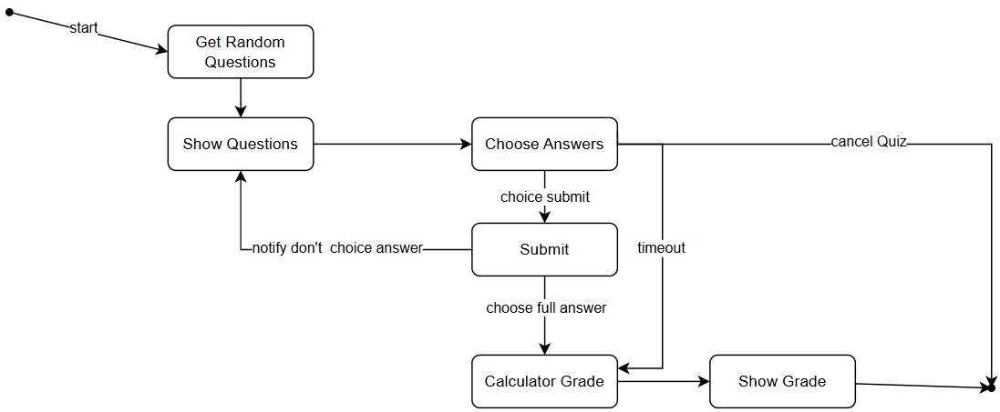 start
Get Random
Questions
Show Questions
Choose Answers
cancel Quiz
choice submit
notify don't  choice answer
Submit
timeout
choose full answer
Calculator Grade
Show Grade